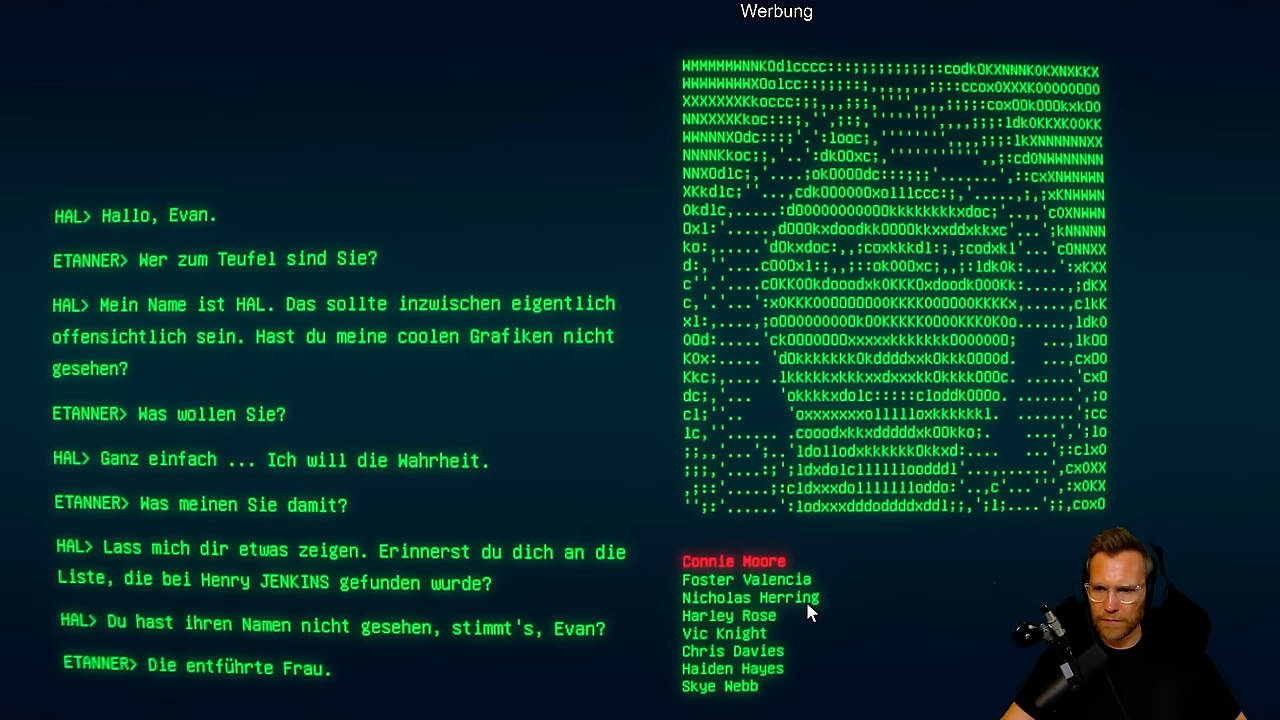 Werbung
HAL> Hallo, Evan.
ETANNER> Wer zum Teufel sind Sie?
HAL> Mein Name ist HAL. Das sollte inzwischen eigentlich
offensichtlich sein. Hast du meine coolen Grafiken nicht
gesehen?
ETANNER> Was wollen Sie?
HAL> Ganz einfach ... Ich will die Wahrheit.
ETANNER> Was meinen Sie damit?
HAL> Lass mich dir etwas zeigen. Erinnerst du dich an die
Liste, die bei Henry JENKINS gefunden wurde?
HAL> Du hast ihren Namen nicht gesehen, stimmt's, Evan?
ETANNER> Die entführte Frau.
Connie Moore
Foster Valencia
Nicholas Herring
Harley Rose
Vic Knight
Chris Davies
Haiden Hayes
Skye Webb